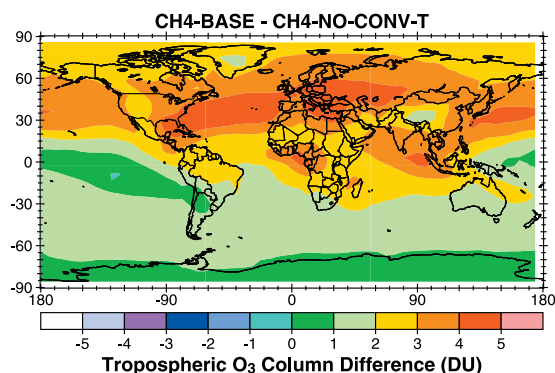 CH4-BASE - CH4-NO-CONV-T
90
60
30
0
-30
-60
-90
180 -90 0 90 180
-5 -4 -3 -2 -1 0 1 2 3 4 5
Tropospheric O₃ Column Difference (DU)